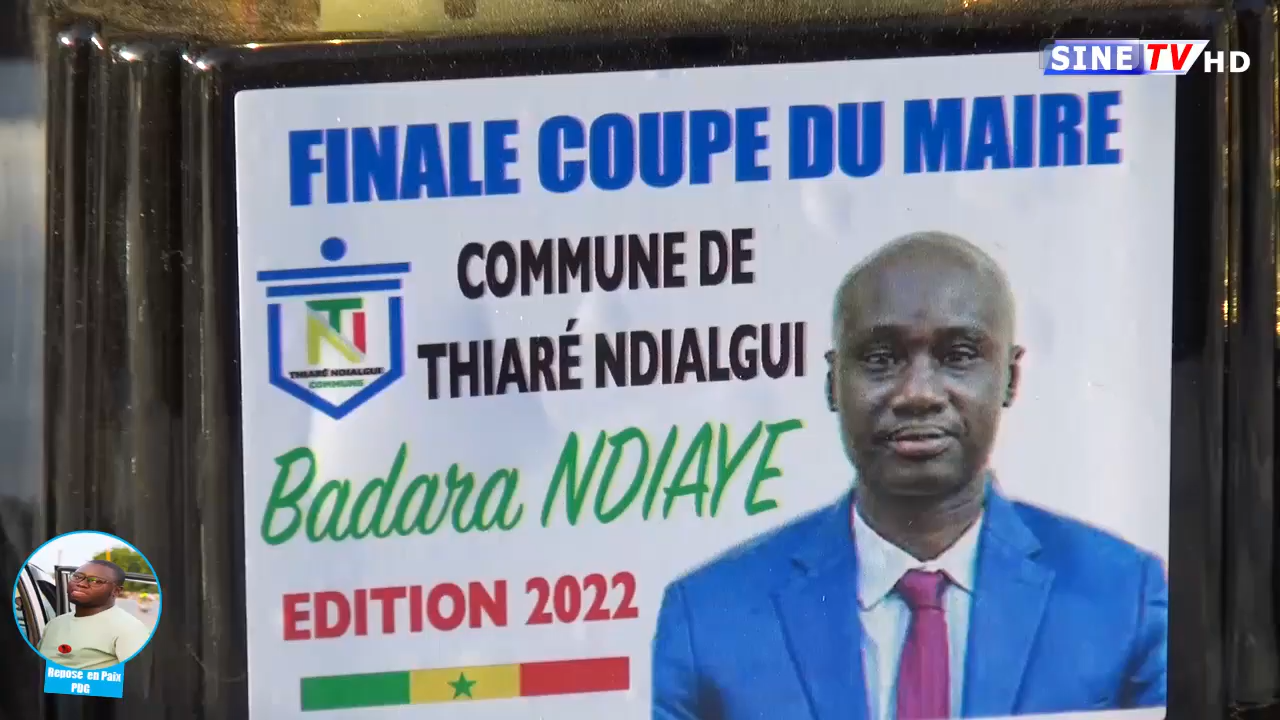 SINE TV HD
FINALE COUPE DU MAIRE
COMMUNE DE
THIARÉ NDIALGUI
TN
THIARÉ NDIALGUI
COMMUNE
Badara NDIAYE
EDITION 2022
Repose en Paix
PDG